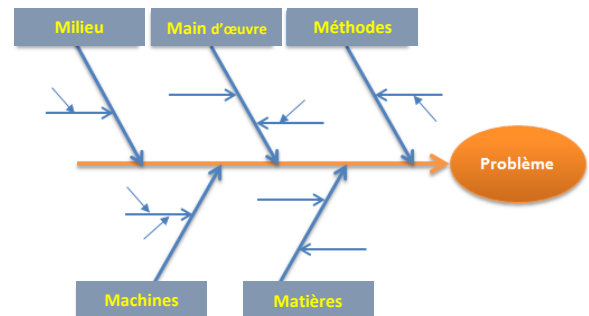 Milieu
Main d'œuvre
Méthodes
Problème
Machines
Matières